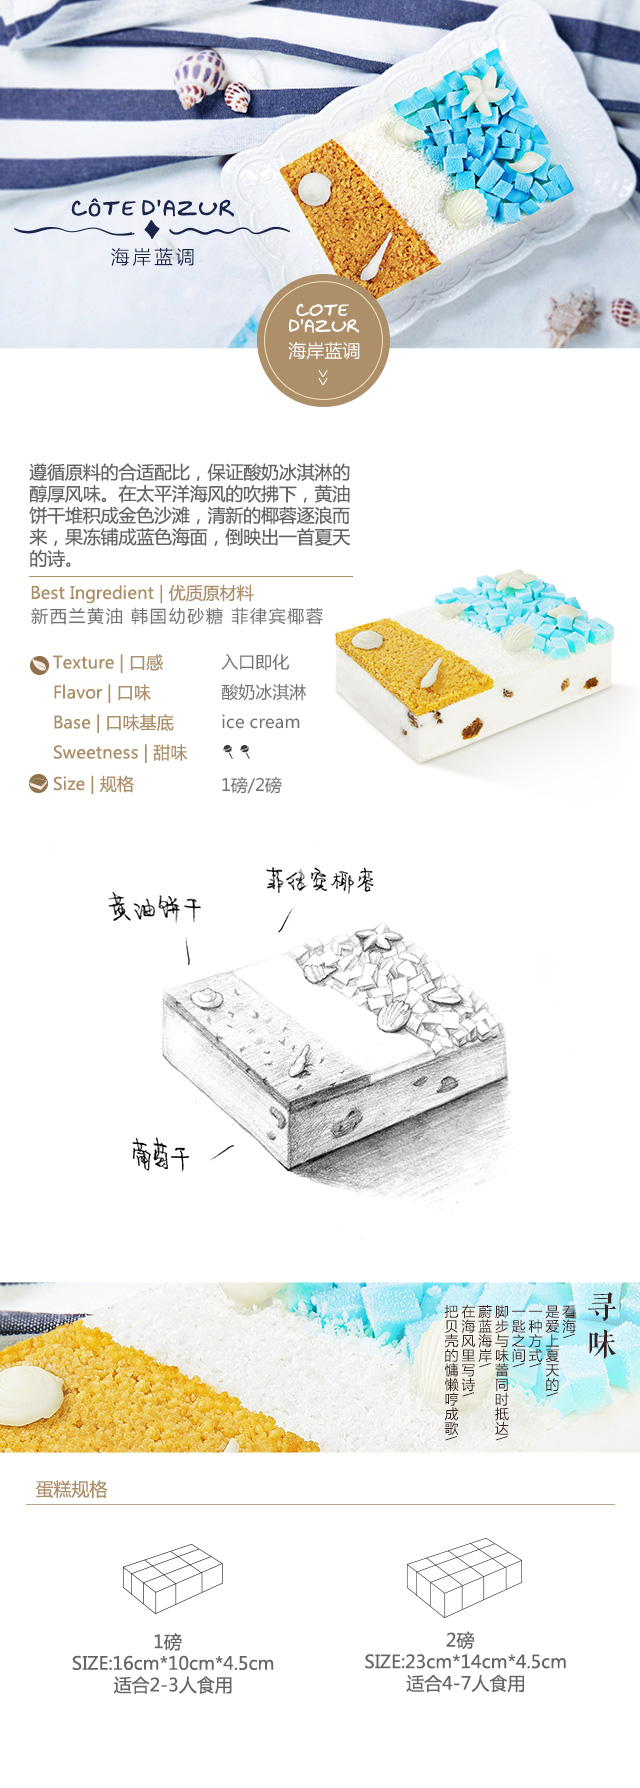 CÔTE D'AZUR
海岸蓝调
COTE
D'AZUR
海岸蓝调
遵循原料的合适配比，保证酸奶冰淇淋的
醇厚风味。在太平洋海风的吹拂下，黄油
饼干堆积成金色沙滩，清新的椰蓉逐浪而
来，果冻铺成蓝色海面，倒映出一首夏天
的诗。
Best Ingredient | 优质原材料
新西兰黄油 韩国幼砂糖 菲律宾椰蓉
Texture | 口感 入口即化
Flavor | 口味 酸奶冰淇淋
Base | 口味基底 ice cream
Sweetness | 甜味
Size | 规格 1磅/2磅
菲律宾椰蓉
黄油饼干
葡萄干
寻味
看海\
是爱上夏天的\
一种方式\
一匙之间\
脚步与味蕾同时抵达\
蔚蓝海岸\
在海风里写诗\
把贝壳的慵懒哼成歌\
蛋糕规格
1磅
SIZE:16cm*10cm*4.5cm
适合2-3人食用
2磅
SIZE:23cm*14cm*4.5cm
适合4-7人食用